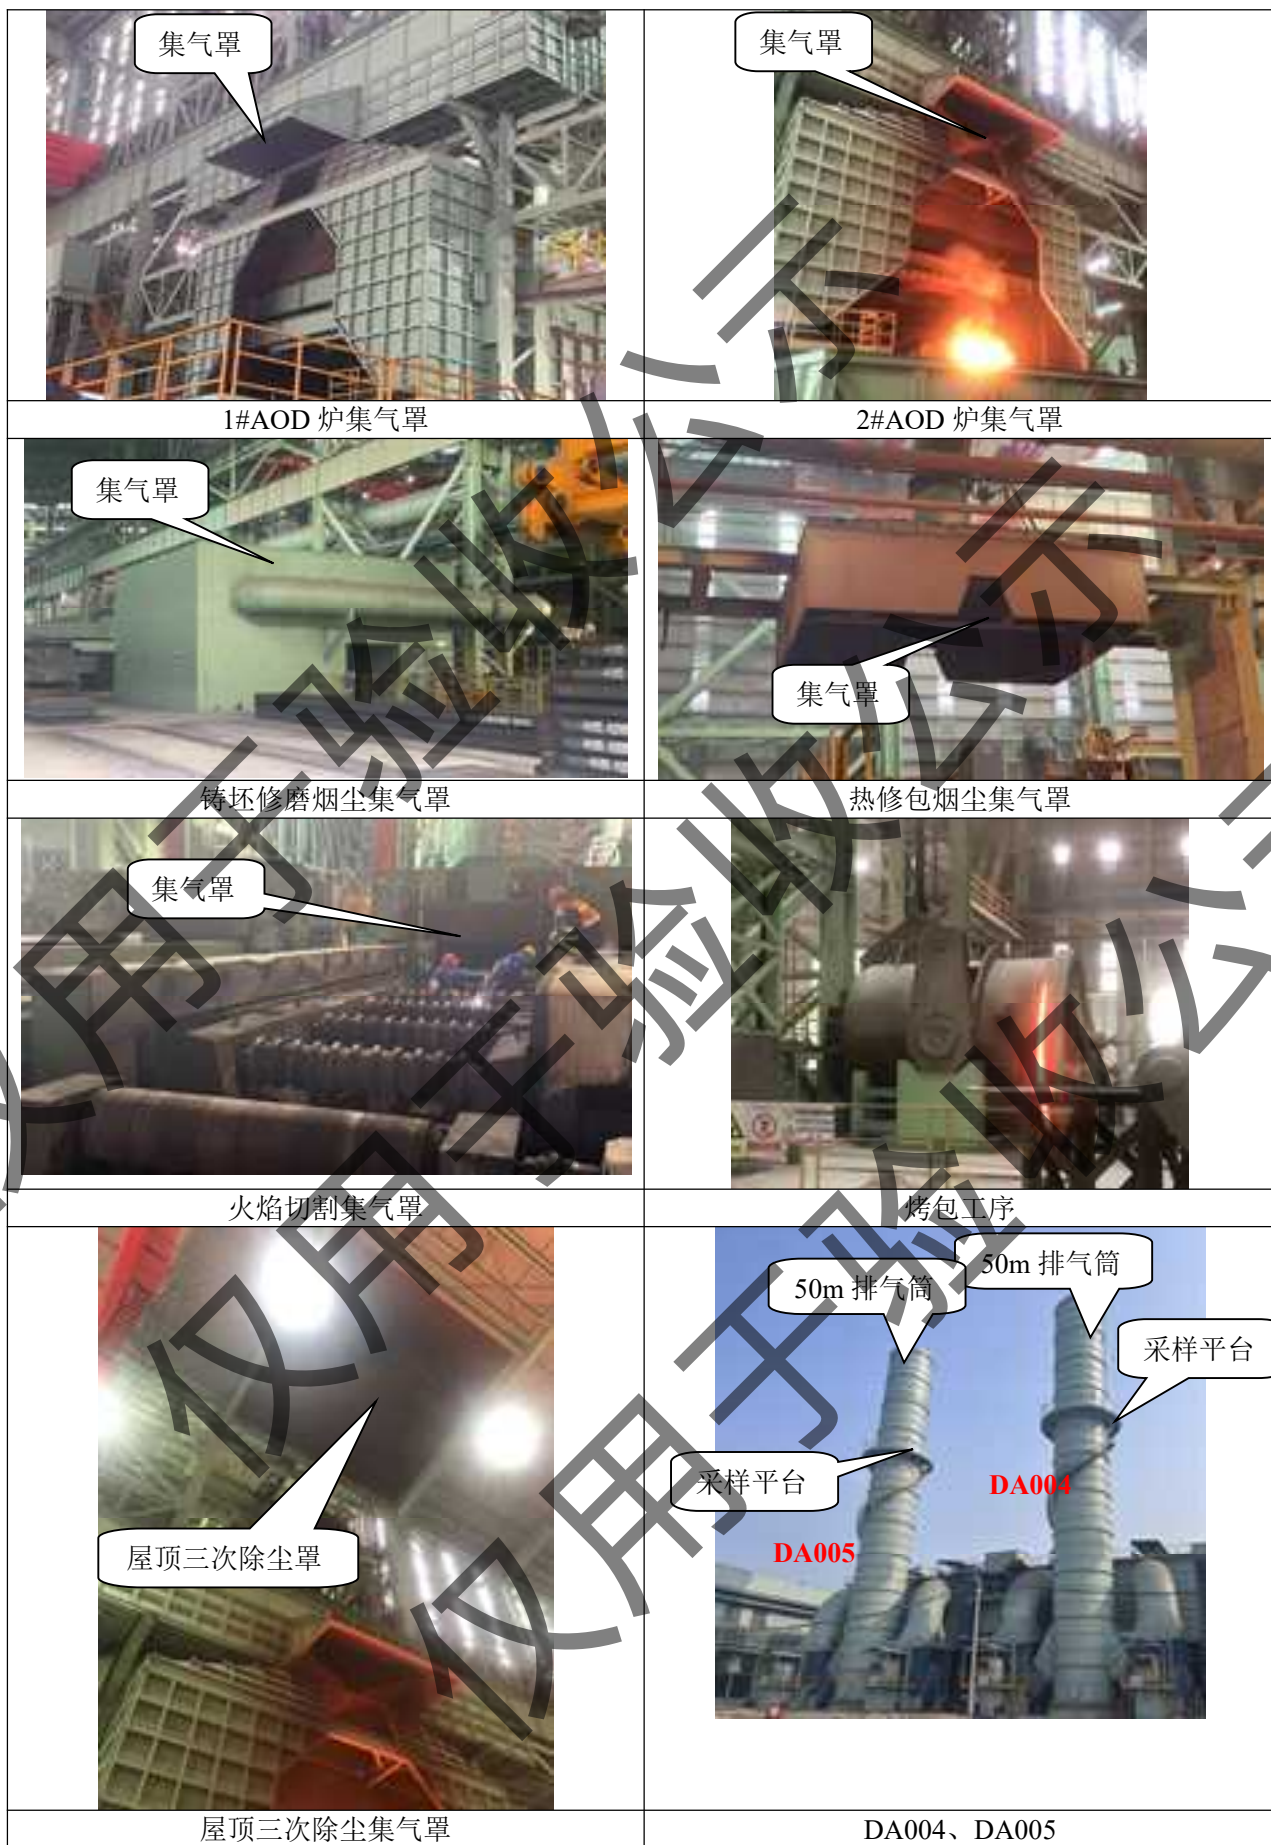 集气罩
集气罩
1#AOD 炉集气罩
2#AOD 炉集气罩
集气罩
集气罩
铸坯修磨烟尘集气罩
热修包烟尘集气罩
集气罩
火焰切割集气罩
烤包工序
屋顶三次除尘罩
50m 排气筒
50m 排气筒
采样平台
采样平台
DA004
DA005
屋顶三次除尘集气罩
DA004、DA005
仅用于验收公示
仅用于验收公示
仅用于验收公示